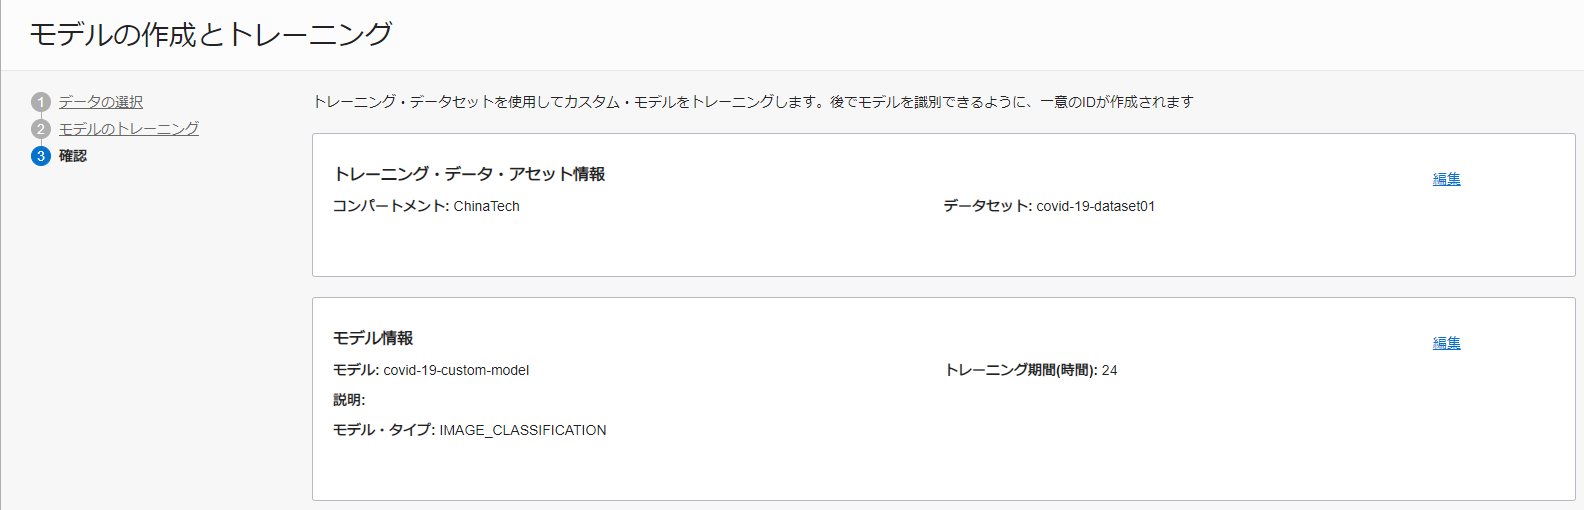 モデルの作成とトレーニング
1 データの選択
2 モデルのトレーニング
3 確認
トレーニング・データセットを使用してカスタム・モデルをトレーニングします。後でモデルを識別できるように、一意のIDが作成されます
トレーニング・データ・アセット情報
編集
コンパートメント: ChinaTech
データセット: covid-19-dataset01
モデル情報
編集
モデル: covid-19-custom-model
トレーニング期間(時間): 24
説明:
モデル・タイプ: IMAGE_CLASSIFICATION